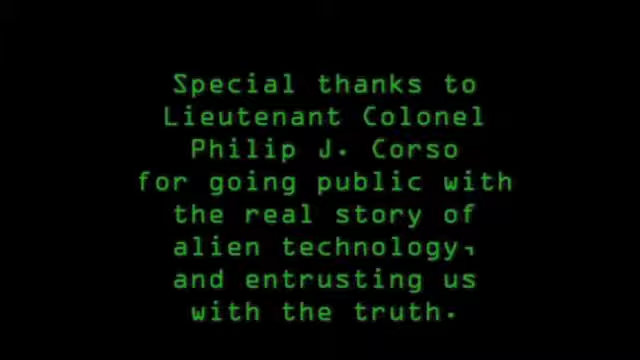 Special thanks to
Lieutenant Colonel
Philip J. Corso
for going public with
the real story of
alien technology,
and entrusting us
with the truth.